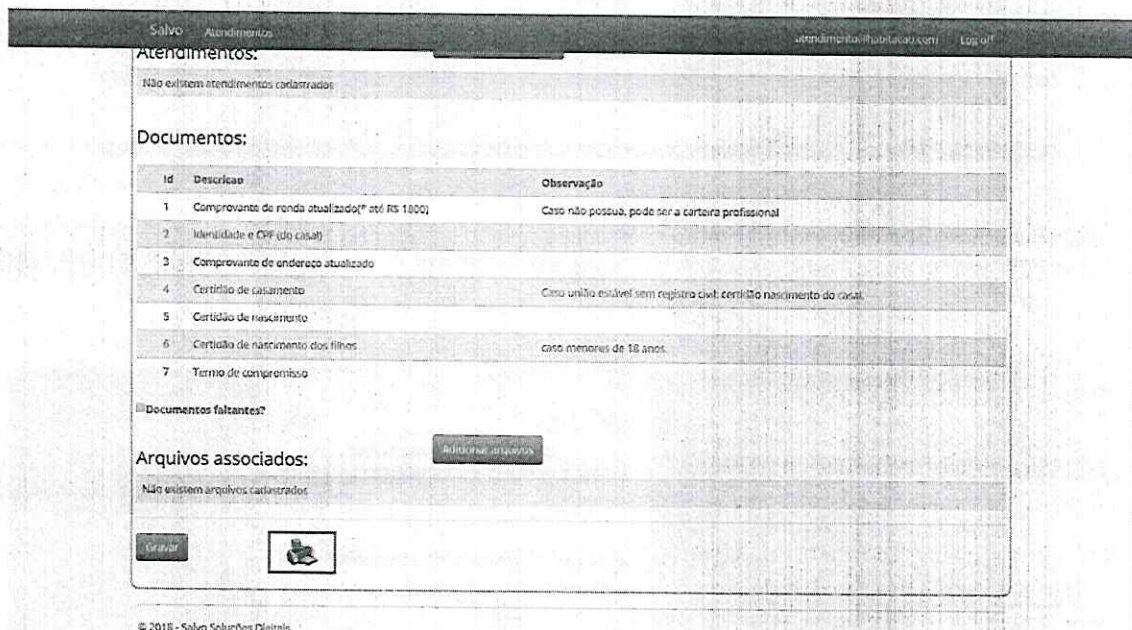 Salvo Atendimentos atendimento@habitacao.com Log off
Atendimentos:
Não existem atendimentos cadastrados
Documentos:
Id Descricao Observação
1 Comprovante de renda atualizado(* até R$ 1800) Caso não possua, pode ser a carteira profissional
2 Identidade e CPF (do casal)
3 Comprovante de endereço atualizado
4 Certidão de casamento Caso união estável sem registro civil: certidão nascimento do casal.
5 Certidão de nascimento
6 Certidão de nascimento dos filhos caso menores de 18 anos.
7 Termo de compromisso
Documentos faltantes?
Arquivos associados: Adicionar arquivos
Não existem arquivos cadastrados
Gravar
© 2018 - Salvo Soluções Digitais